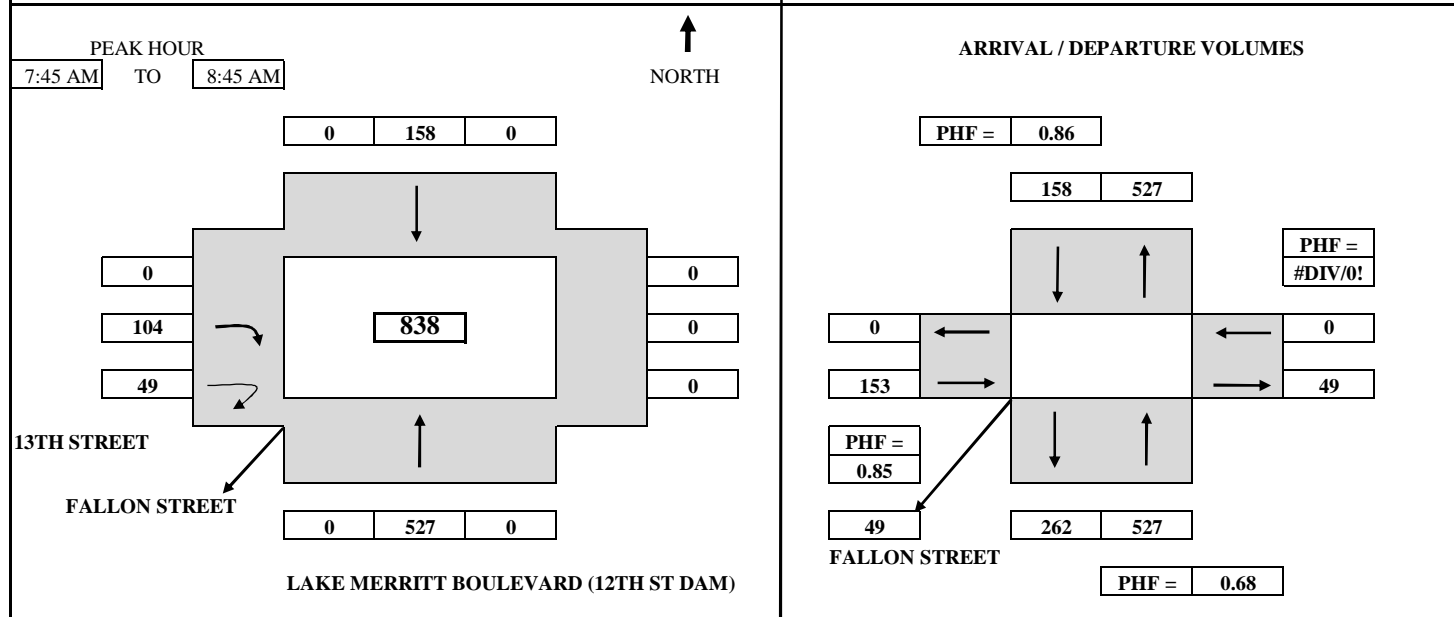 PEAK HOUR
7:45 AM TO 8:45 AM
NORTH
0 158 0
0
104
49
838
0
0
0
13TH STREET
FALLON STREET
0 527 0
LAKE MERRITT BOULEVARD (12TH ST DAM)
ARRIVAL / DEPARTURE VOLUMES
PHF = 0.86
158 527
PHF =
#DIV/0!
0 0
153 49
PHF =
0.85
49 262 527
FALLON STREET
PHF = 0.68